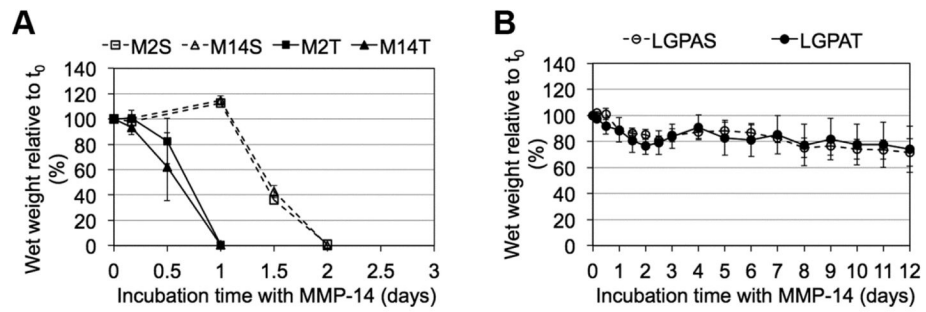 A
M2S M14S M2T M14T
Wet weight relative to t0
(%)
140
120
100
80
60
40
20
0
0 0.5 1 1.5 2 2.5 3
Incubation time with MMP-14 (days)
B
LGPAS LGPAT
Wet weight relative to t0
(%)
140
120
100
80
60
40
20
0
0 1 2 3 4 5 6 7 8 9 10 11 12
Incubation time with MMP-14 (days)